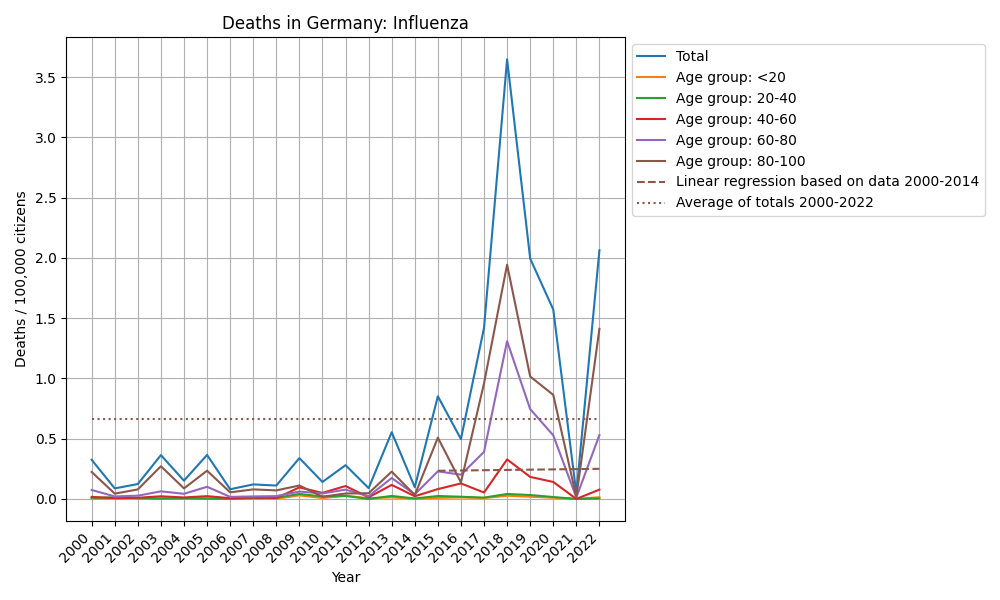 Deaths in Germany: Influenza
Deaths / 100,000 citizens
3.5
3.0
2.5
2.0
1.5
1.0
0.5
0.0
2000
2001
2002
2003
2004
2005
2006
2007
2008
2009
2010
2011
2012
2013
2014
2015
2016
2017
2018
2019
2020
2021
2022
Year
Total
Age group: <20
Age group: 20-40
Age group: 40-60
Age group: 60-80
Age group: 80-100
Linear regression based on data 2000-2014
Average of totals 2000-2022